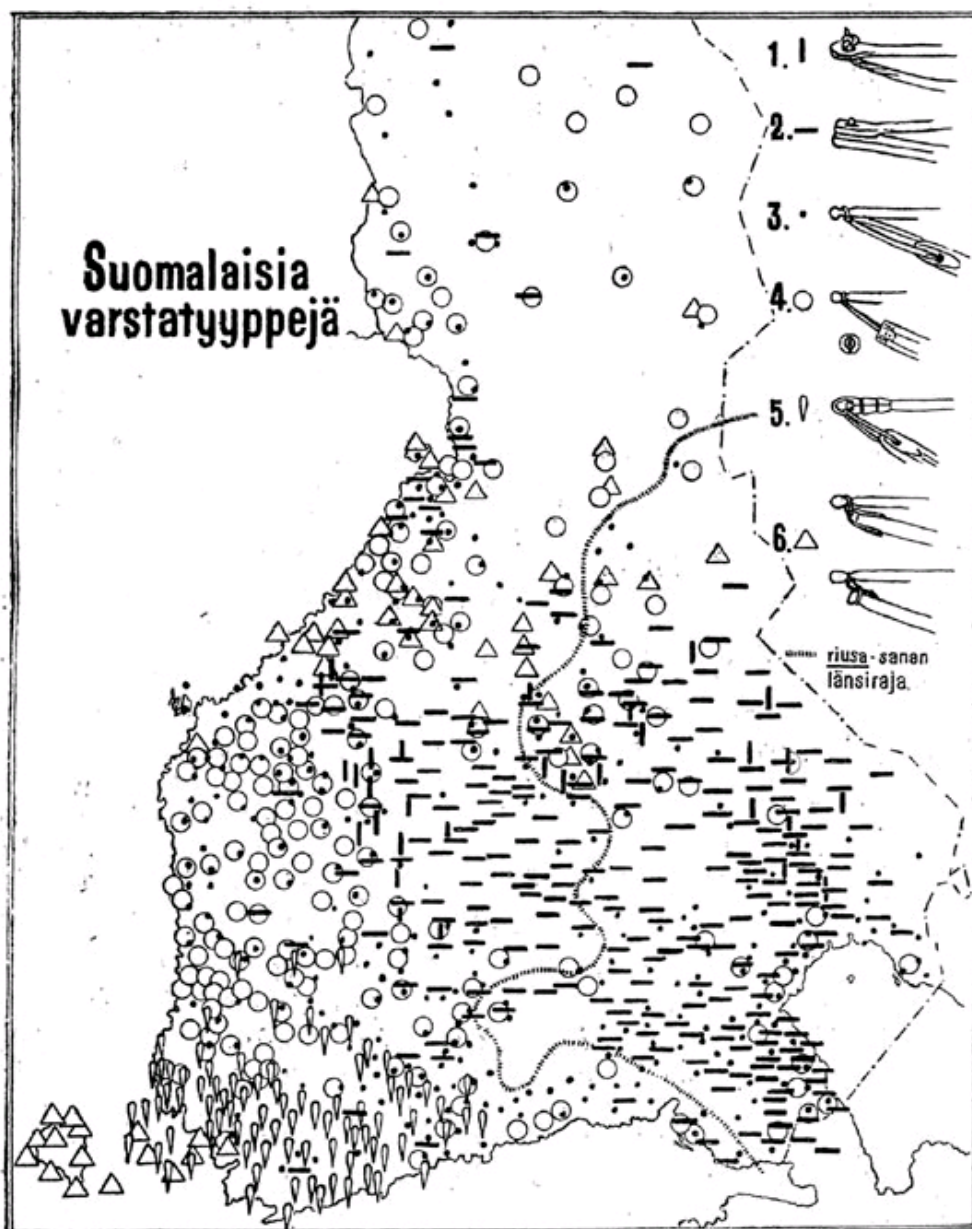 Suomalaisia
varstatyyppejä
1.
2.
3.
4.
5.
6.
riusa-sanan
länsiraja.